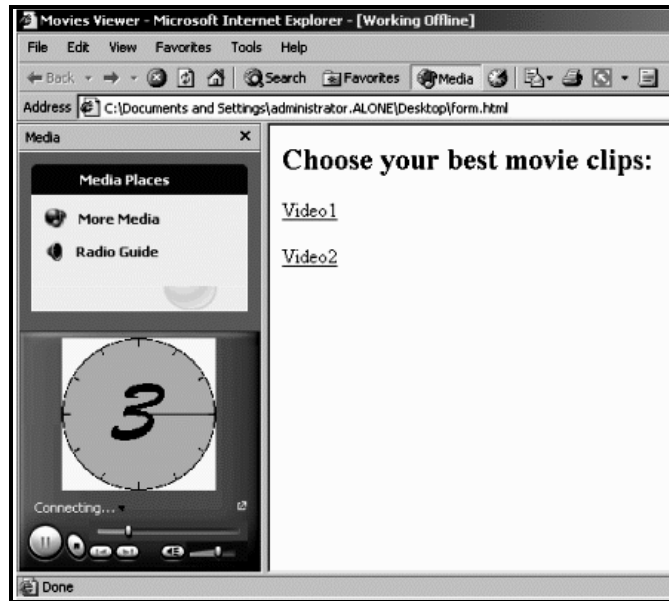 Movies Viewer - Microsoft Internet Explorer - [Working Offline]
File Edit View Favorites Tools Help
Back Search Favorites Media
Address C:\Documents and Settings\administrator.ALONE\Desktop\form.html
Media x
Media Places
More Media
Radio Guide
Choose your best movie clips:
Video1
Video2
3
Connecting...
Done